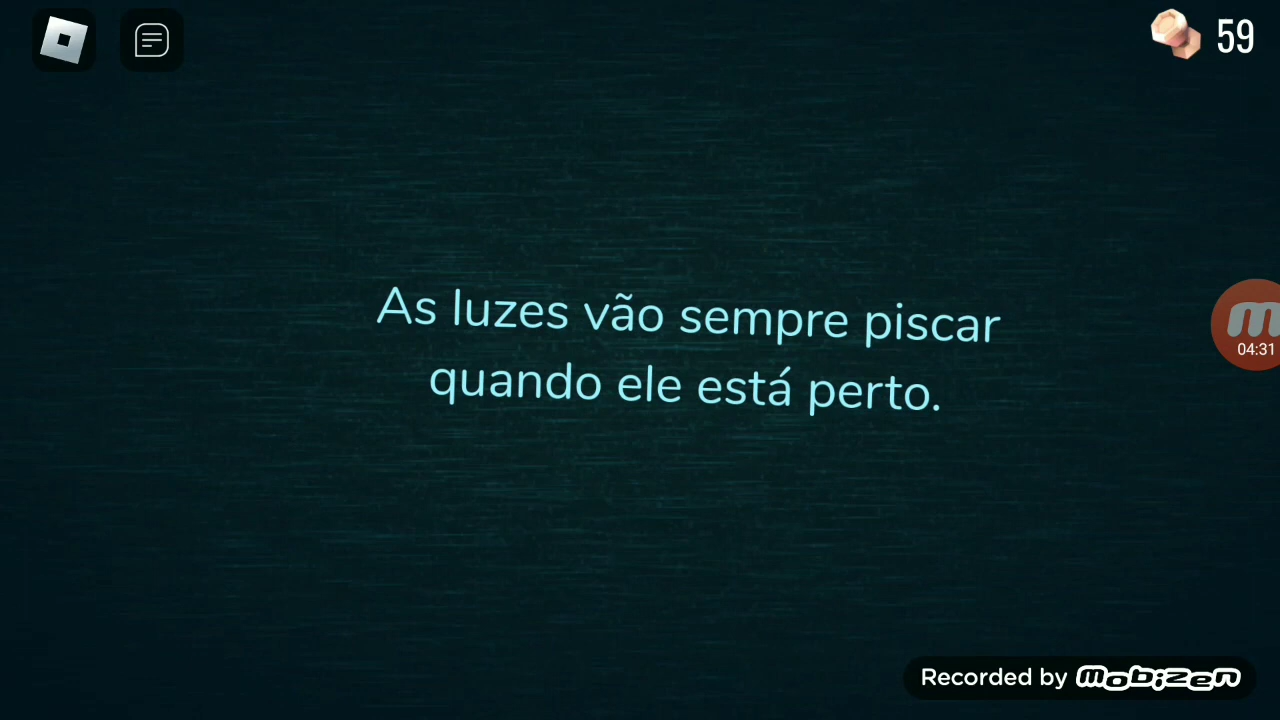 59
As luzes vão sempre piscar
quando ele está perto.
04:31
Recorded by mobizen